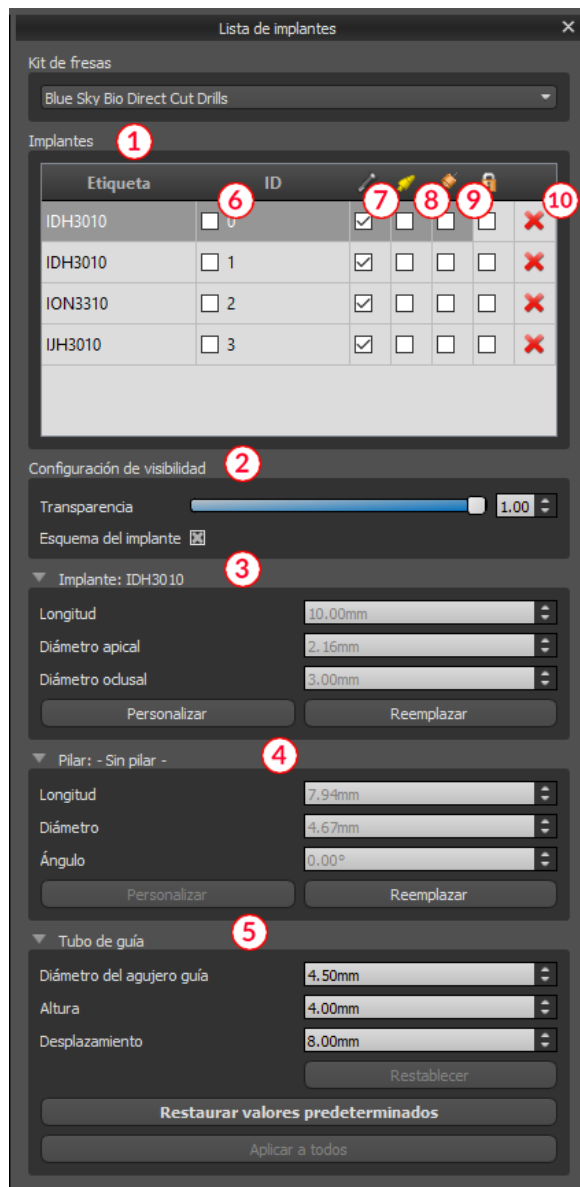 Lista de implantes
Kit de fresas
Blue Sky Bio Direct Cut Drills
Implantes 1
Etiqueta ID
6 7 8 9 10
IDH3010 0
IDH3010 1
ION3310 2
IJH3010 3
Configuración de visibilidad 2
Transparencia 1.00
Esquema del implante
Implante: IDH3010 3
Longitud 10.00mm
Diámetro apical 2.16mm
Diámetro oclusal 3.00mm
Personalizar Reemplazar
Pilar: - Sin pilar - 4
Longitud 7.94mm
Diámetro 4.67mm
Ángulo 0.00°
Personalizar Reemplazar
Tubo de guía 5
Diámetro del agujero guía 4.50mm
Altura 4.00mm
Desplazamiento 8.00mm
Restablecer
Restaurar valores predeterminados
Aplicar a todos